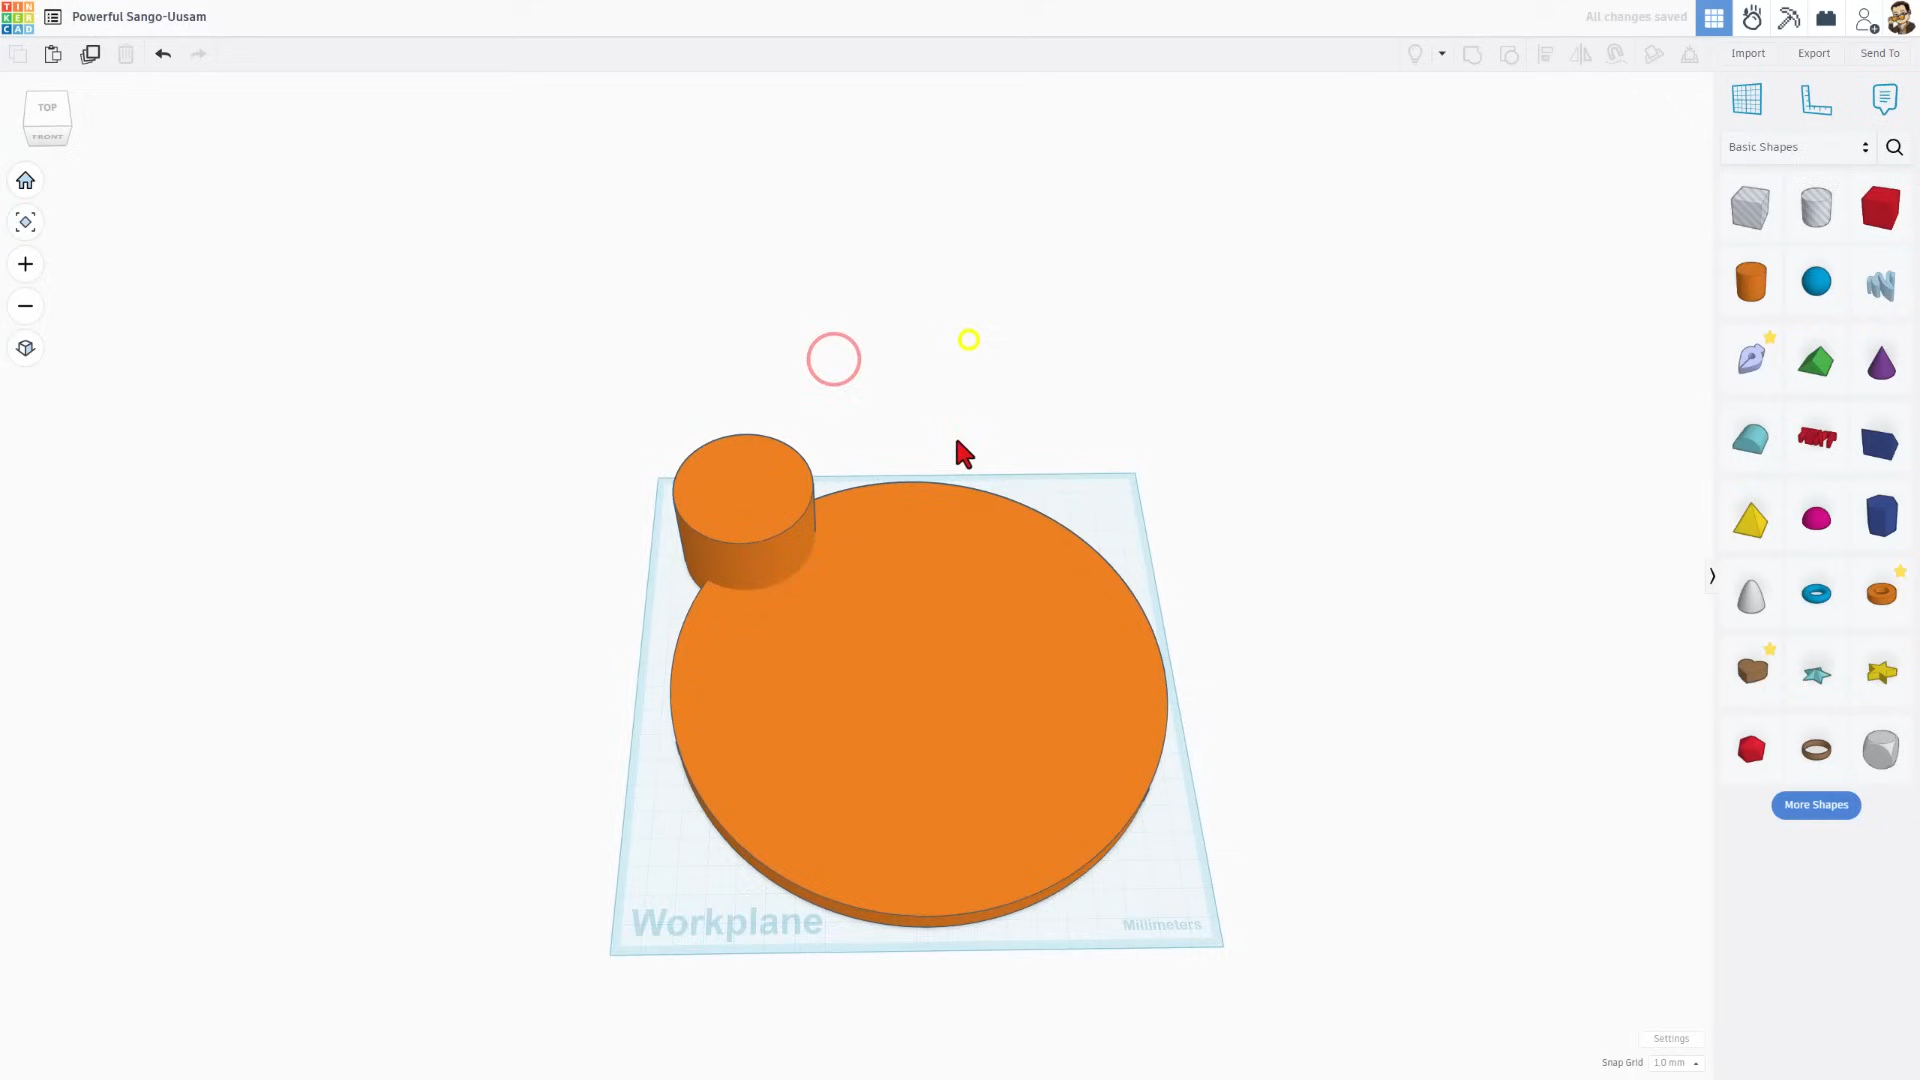 TIN
KER
CAD
Powerful Sango-Uusam
All changes saved
Import
Export
Send To
TOP
FRONT
Basic Shapes
TEXT
Workplane
Millimeters
More Shapes
Settings
Snap Grid
1.0 mm